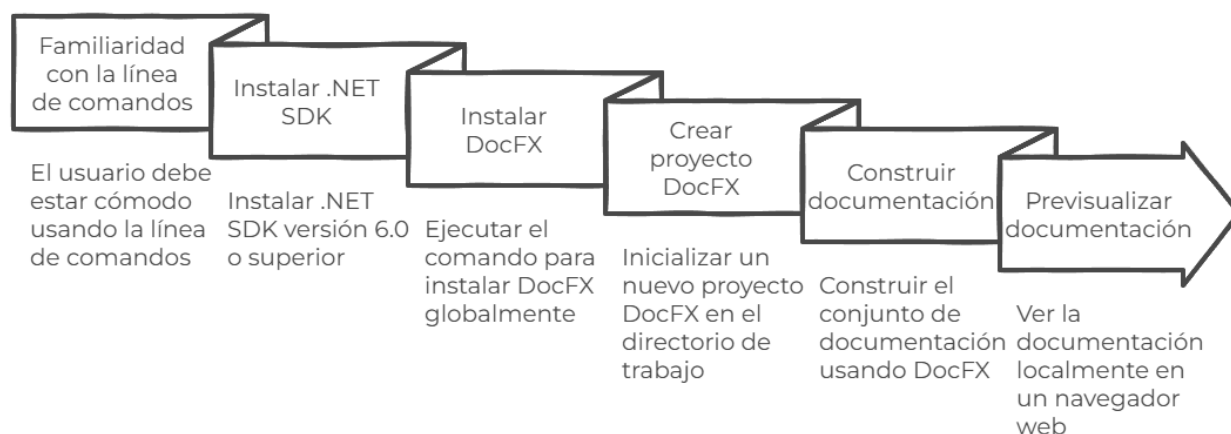 Familiaridad
con la línea
de comandos
El usuario debe
estar cómodo
usando la línea
de comandos
Instalar .NET
SDK
Instalar .NET
SDK versión 6.0
o superior
Instalar
DocFX
Ejecutar el
comando para
instalar DocFX
globalmente
Crear
proyecto
DocFX
Inicializar un
nuevo proyecto
DocFX en el
directorio de
trabajo
Construir
documentación
Construir el
conjunto de
documentación
usando DocFX
Previsualizar
documentación
Ver la
documentación
localmente en
un navegador
web